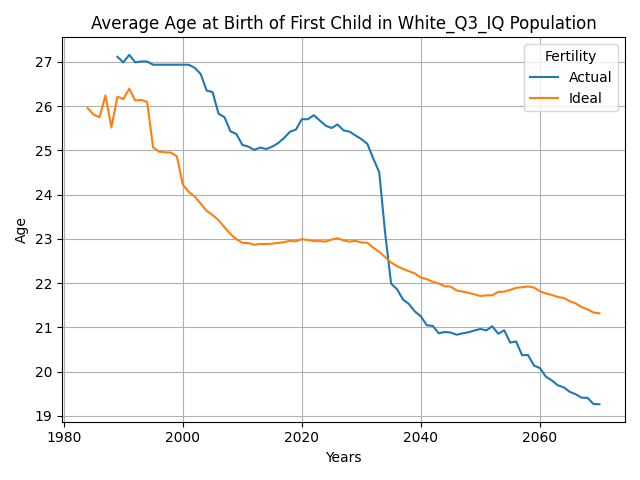 Average Age at Birth of First Child in White_Q3_IQ Population
Fertility
Actual
Ideal
27
26
25
24
23
22
21
20
19
Age
1980
2000
2020
2040
2060
Years